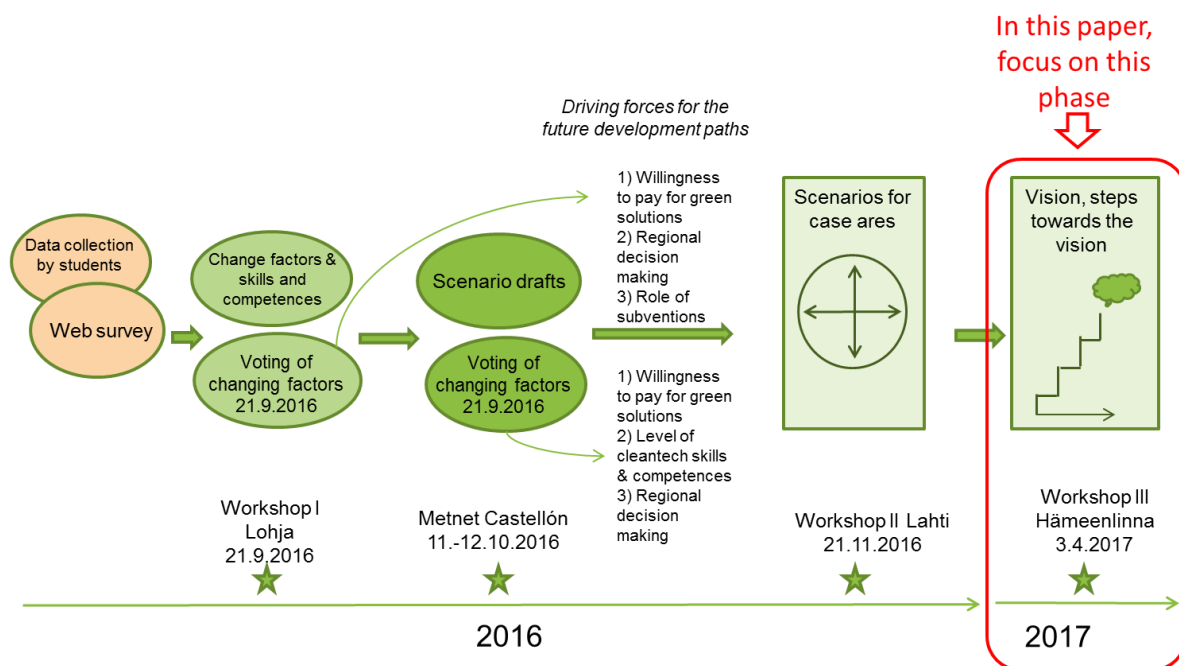 In this paper,
focus on this
phase
Driving forces for the
future development paths
Data collection
by students
Web survey
Change factors &
skills and
competences
Voting of
changing factors
21.9.2016
Scenario drafts
Voting of
changing factors
21.9.2016
1) Willingness
to pay for green
solutions
2) Regional
decision
making
3) Role of
subventions
1) Willingness
to pay for green
solutions
2) Level of
cleantech skills
& competences
3) Regional
decision
making
Scenarios for
case ares
Vision, steps
towards the
vision
Workshop I
Lohja
21.9.2016
Metnet Castellón
11.-12.10.2016
Workshop II Lahti
21.11.2016
Workshop III
Hämeenlinna
3.4.2017
2016
2017